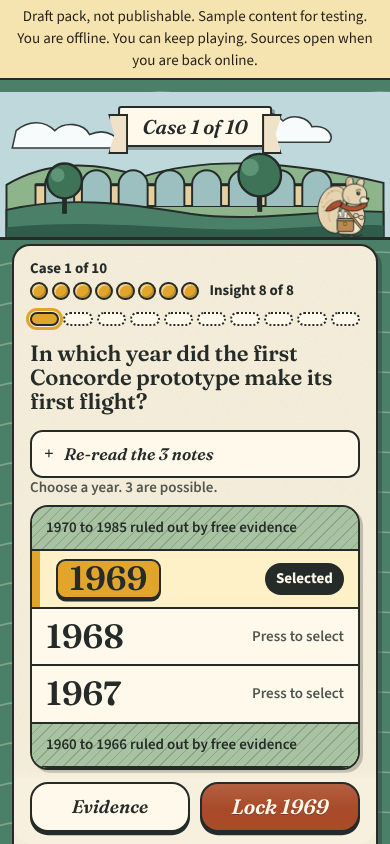 Draft pack, not publishable. Sample content for testing.
You are offline. You can keep playing. Sources open when
you are back online.
Case 1 of 10
Case 1 of 10
Insight 8 of 8
In which year did the first
Concorde prototype make its
first flight?
+ Re-read the 3 notes
Choose a year. 3 are possible.
1970 to 1985 ruled out by free evidence
1969 Selected
1968 Press to select
1967 Press to select
1960 to 1966 ruled out by free evidence
Evidence Lock 1969